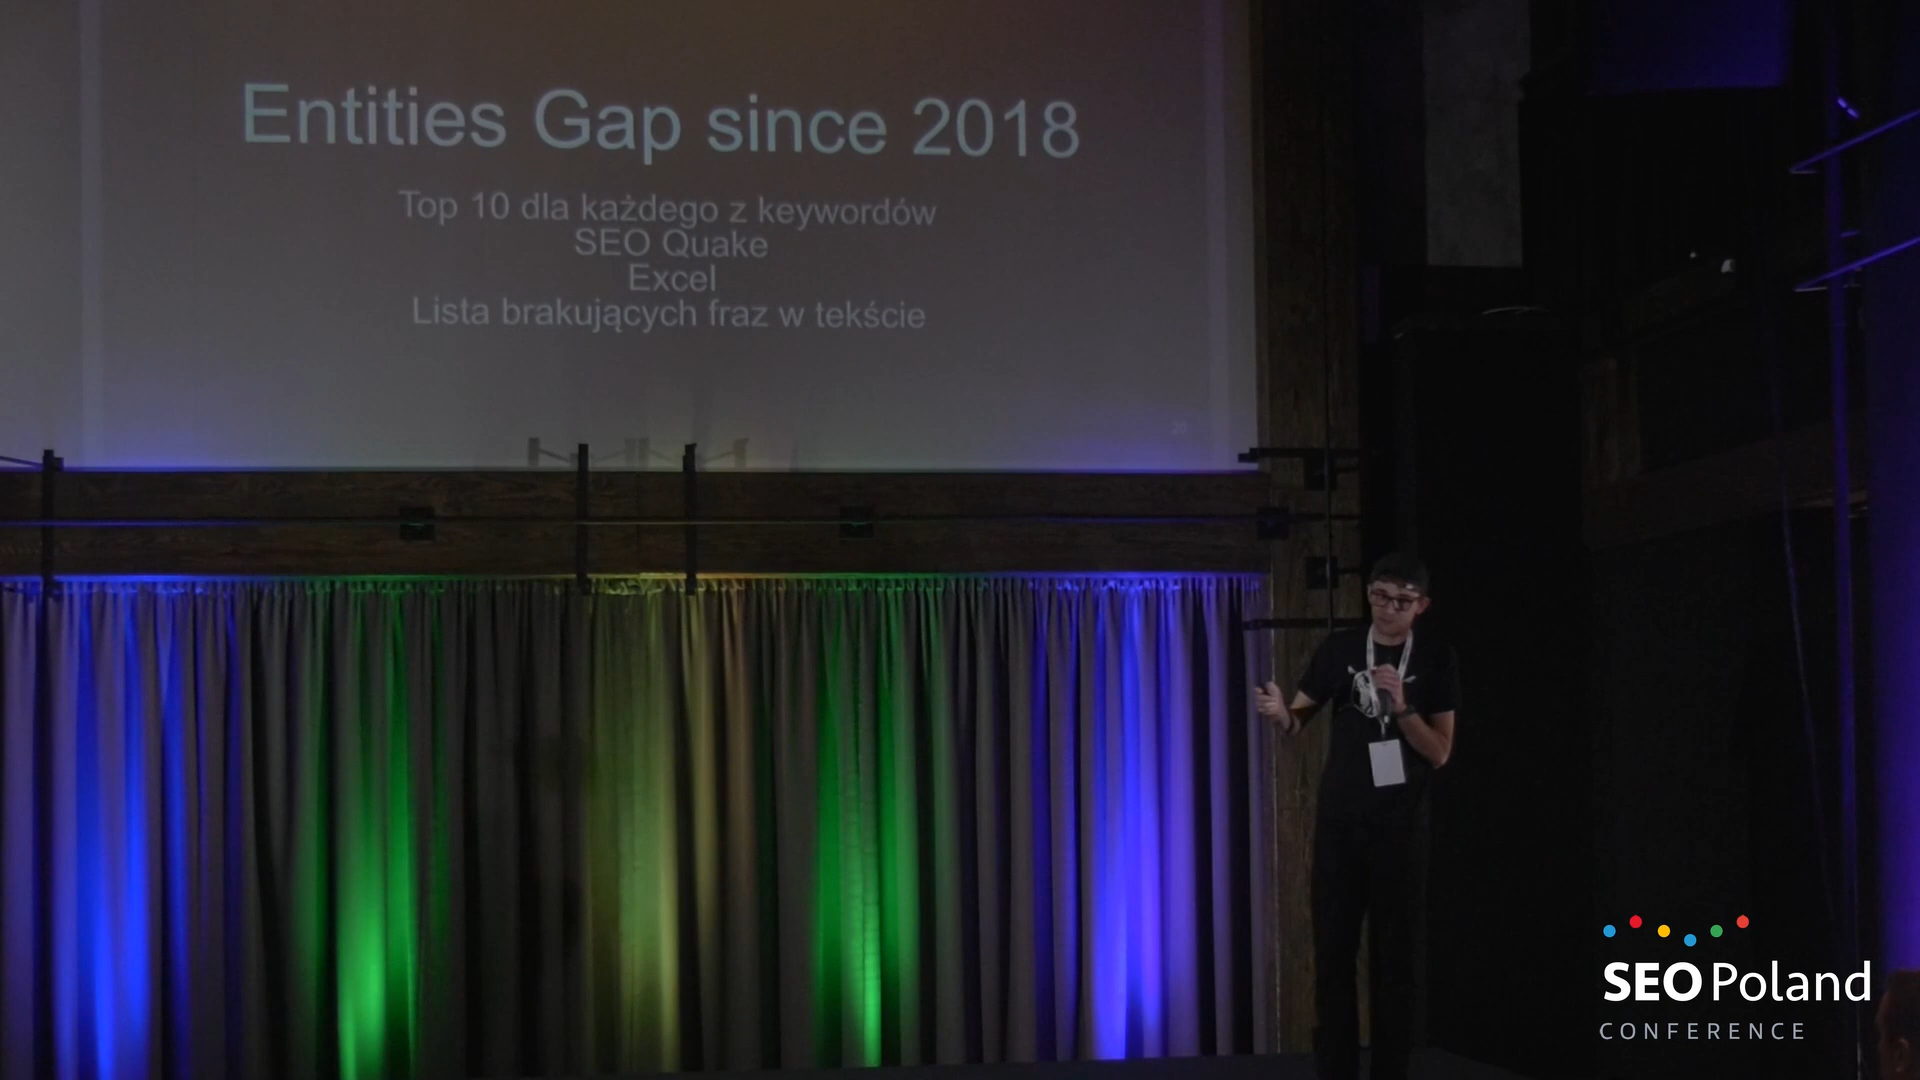 Entities Gap since 2018
Top 10 dla każdego z keywordów
SEO Quake
Excel
Lista brakujących fraz w tekście
SEO Poland
CONFERENCE